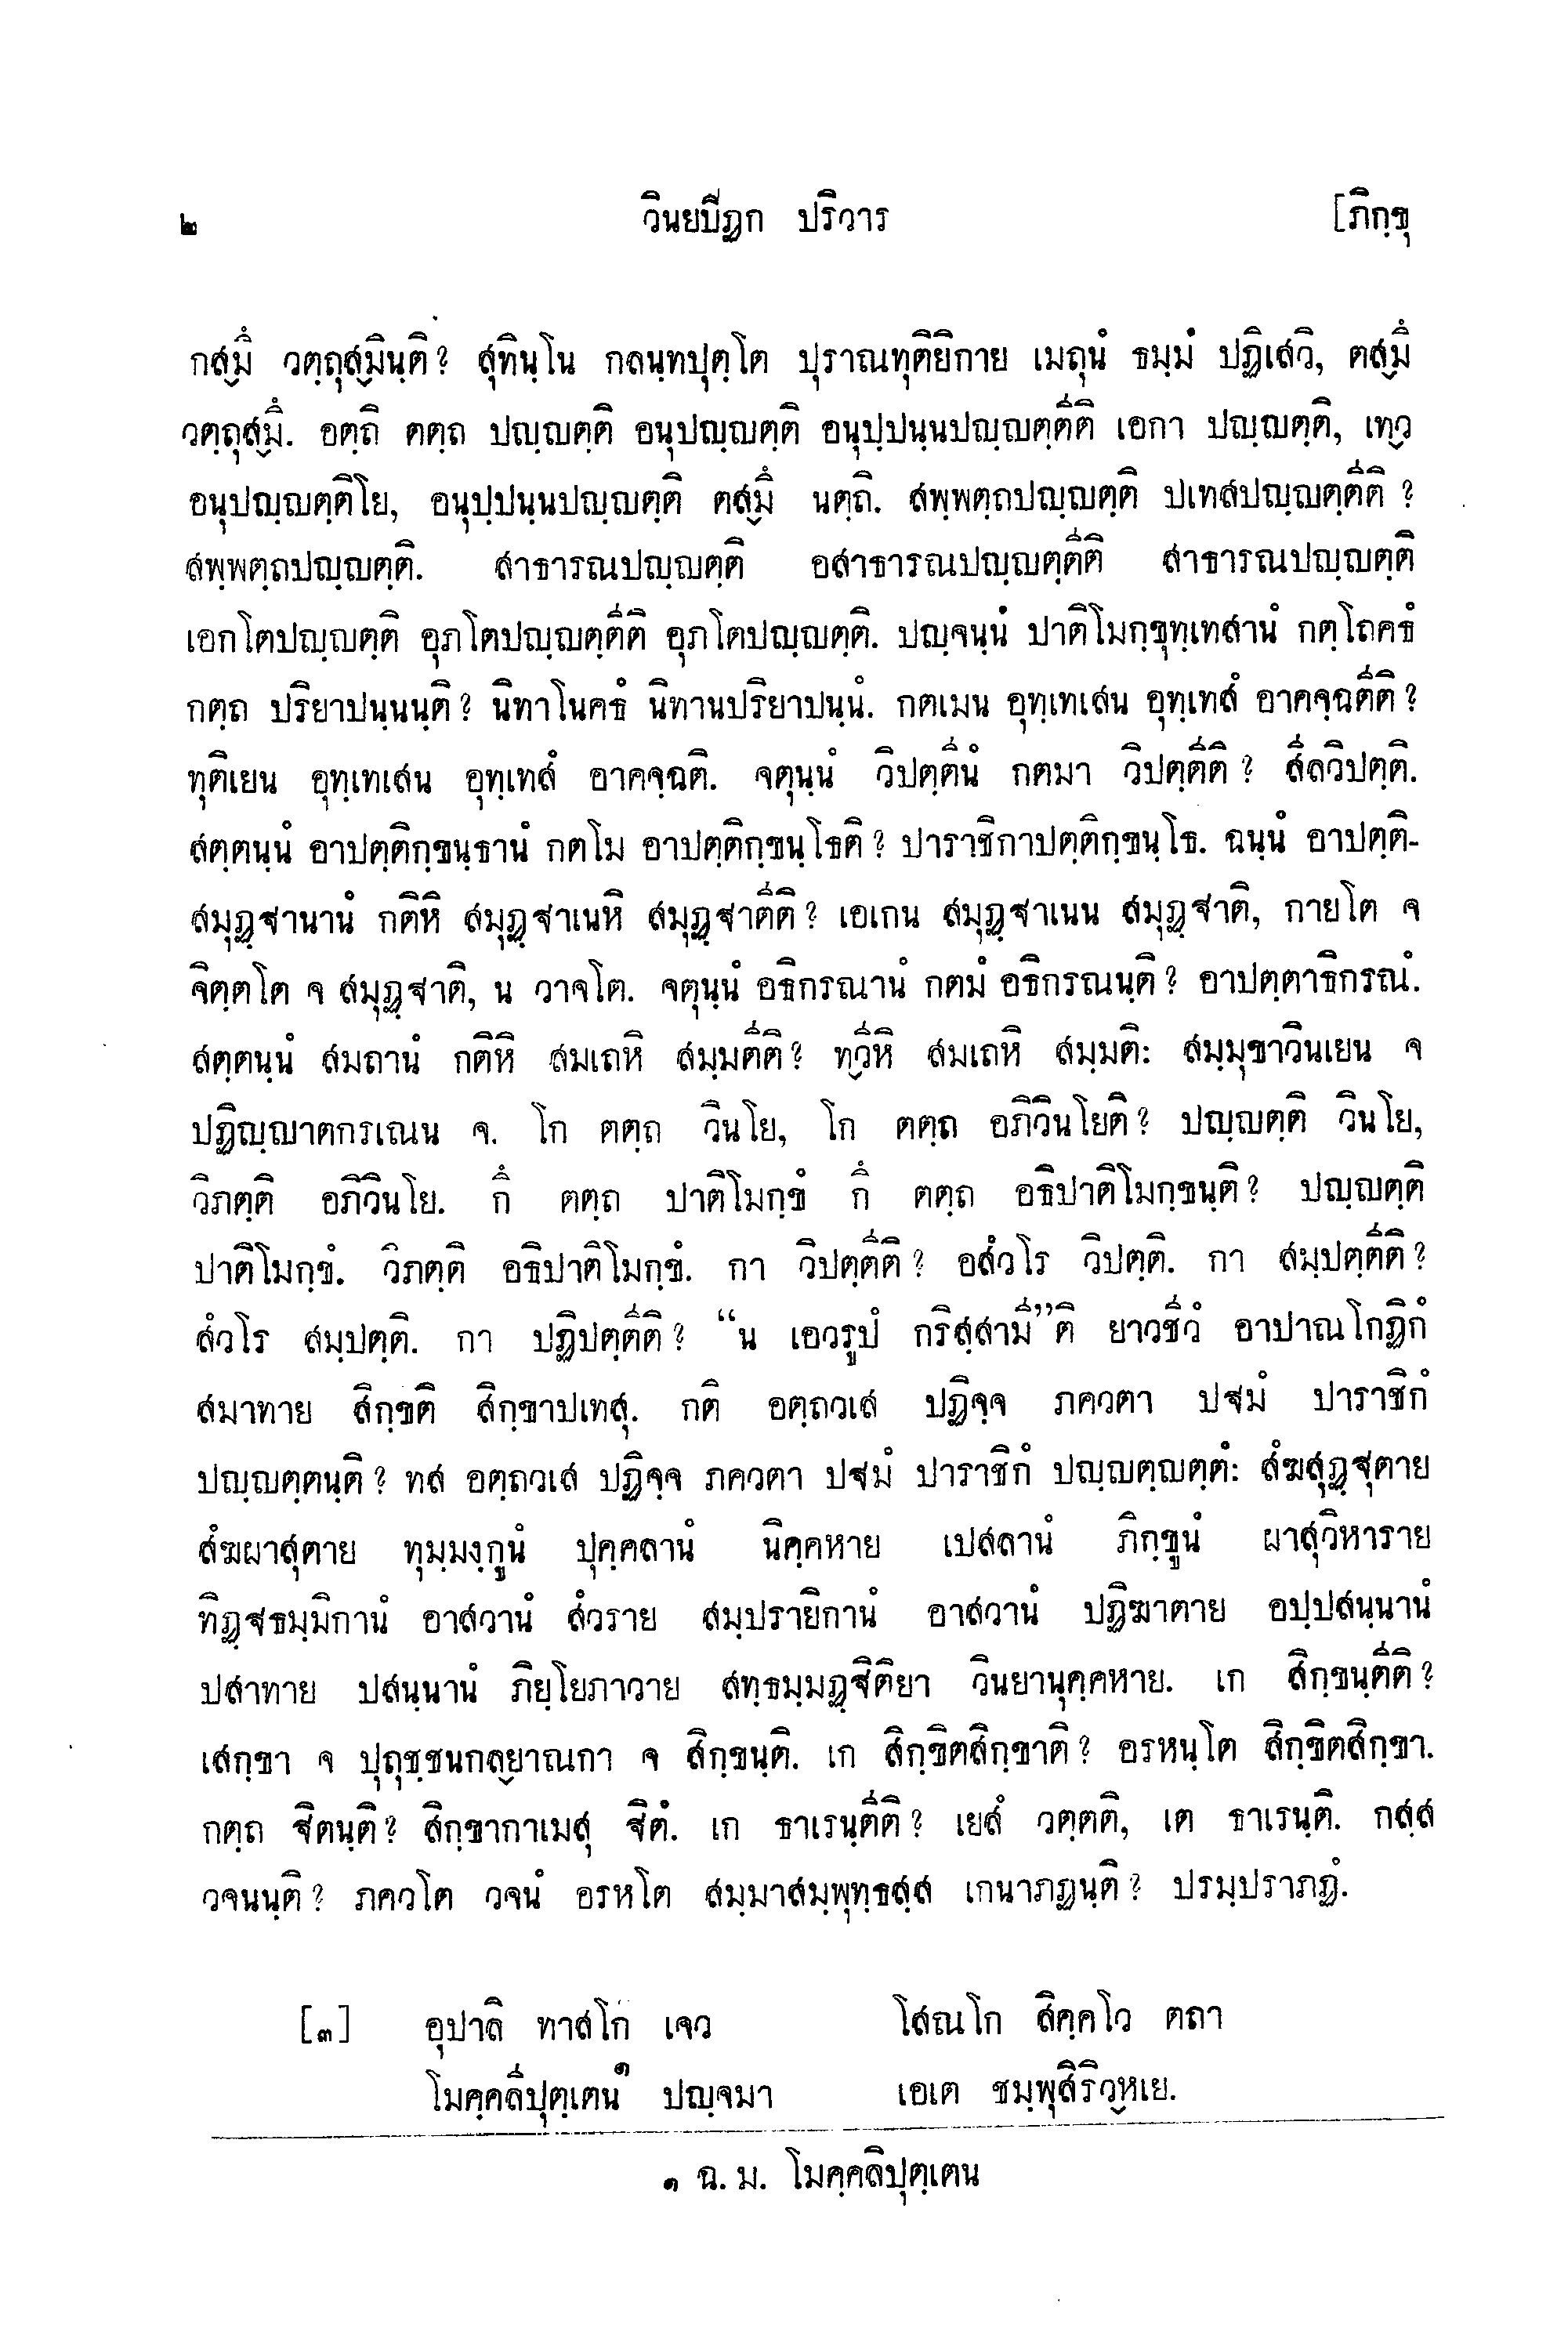 ๒ วินยปิฏก ปริวาร [ภิกฺขุ
กสฺมึ วตฺถุสฺมินฺติ? สุทินฺโน กลนฺทปุตฺโต ปุราณทุติยิกาย เมถุนํ ธมฺมํ ปฏิเสวิ, ตสฺมึ
วตฺถุสฺมึ. อตฺถิ ตตฺถ ปญฺญตฺติ อนุปญฺญตฺติ อนุปฺปนฺนปญฺญตฺตีติ เอกา ปญฺญตฺติ, เทฺว
อนุปญฺญตฺติโย, อนุปฺปนฺนปญฺญตฺติ ตสฺมึ นตฺถิ. สพฺพตฺถปญฺญตฺติ ปเทสปญฺญตฺตีติ?
สพฺพตฺถปญฺญตฺติ. สาธารณปญฺญตฺติ อสาธารณปญฺญตฺตีติ สาธารณปญฺญตฺติ
เอกโตปญฺญตฺติ อุภโตปญฺญตฺตีติ อุภโตปญฺญตฺติ. ปญฺจนฺนํ ปาติโมกฺขุทฺเทสานํ กตฺโถคธํ
กตฺถ ปริยาปนฺนนฺติ? นิทาโนคธํ นิทานปริยาปนฺนํ. กตเมน อุทฺเทเสน อุทฺเทสํ อาคจฺฉตีติ?
ทุติเยน อุทฺเทเสน อุทฺเทสํ อาคจฺฉติ. จตุนฺนํ วิปตฺตีนํ กตมา วิปตฺตีติ? สีลวิปตฺติ.
สตฺตนฺนํ อาปตฺติกฺขนฺธานํ กตโม อาปตฺติกฺขนฺโธติ? ปาราชิกาปตฺติกฺขนฺโธ. ฉนฺนํ อาปตฺติ-
สมุฏฺฐานานํ กติหิ สมุฏฺฐาเนหิ สมุฏฺฐาตีติ? เอเกน สมุฏฺฐาเนน สมุฏฺฐาติ, กายโต จ
จิตฺตโต จ สมุฏฺฐาติ, น วาจโต. จตุนฺนํ อธิกรณานํ กตมํ อธิกรณนฺติ? อาปตฺตาธิกรณํ.
สตฺตนฺนํ สมถานํ กติหิ สมเถหิ สมฺมตีติ? ทฺวีหิ สมเถหิ สมฺมติ: สมฺมุขาวินเยน จ
ปฏิญฺญาตกรเณน จ. โก ตตฺถ วินโย, โก ตตฺถ อภิวินโยติ? ปญฺญตฺติ วินโย,
วิภตฺติ อภิวินโย. กึ ตตฺถ ปาติโมกฺขํ กึ ตตฺถ อธิปาติโมกฺขนฺติ? ปญฺญตฺติ
ปาติโมกฺขํ. วิภตฺติ อธิปาติโมกฺขํ. กา วิปตฺตีติ? อสํวโร วิปตฺติ. กา สมฺปตฺตีติ?
สํวโร สมฺปตฺติ. กา ปฏิปตฺตีติ? “น เอวรูปํ กริสฺสามี”ติ ยาวชีวํ อาปาณโกฏิกํ
สมาทาย สิกฺขติ สิกฺขาปเทสุ. กติ อตฺถวเส ปฏิจฺจ ภควตา ปฐมํ ปาราชิกํ
ปญฺญตฺตนฺติ? ทส อตฺถวเส ปฏิจฺจ ภควตา ปฐมํ ปาราชิกํ ปญฺญตฺญตฺตํ: สํฆสุฏฺฐุตาย
สํฆผาสุตาย ทุมฺมงฺกูนํ ปุคฺคลานํ นิคฺคหาย เปสลานํ ภิกฺขูนํ ผาสุวิหาราย
ทิฏฺฐธมฺมิกานํ อาสวานํ สํวราย สมฺปรายิกานํ อาสวานํ ปฏิฆาตาย อปฺปสนฺนานํ
ปสาทาย ปสนฺนานํ ภิยฺโยภาวาย สทฺธมฺมฏฺฐิติยา วินยานุคฺคหาย. เก สิกฺขนฺตีติ?
เสกฺขา จ ปุถุชฺชนกลฺยาณกา จ สิกฺขนฺติ. เก สิกฺขิตสิกฺขาติ? อรหนฺโต สิกฺขิตสิกฺขา.
กตฺถ ฐิตนฺติ? สิกฺขากาเมสุ ฐิตํ. เก ธาเรนฺตีติ? เยสํ วตฺตติ, เต ธาเรนฺติ. กสฺส
วจนนฺติ? ภควโต วจนํ อรหโต สมฺมาสมฺพุทฺธสฺส เกนาภฏนฺติ? ปรมฺปราภฏํ.
[๓] อุปาลิ ทาสโก เจว โสณโก สิคฺคโว ตถา
โมคฺคลีปุตฺเตน๑ ปญฺจมา เอเต ชมฺพุสิริวฺหเย.
๑ ฉ. ม. โมคฺคลิปุตฺเตน